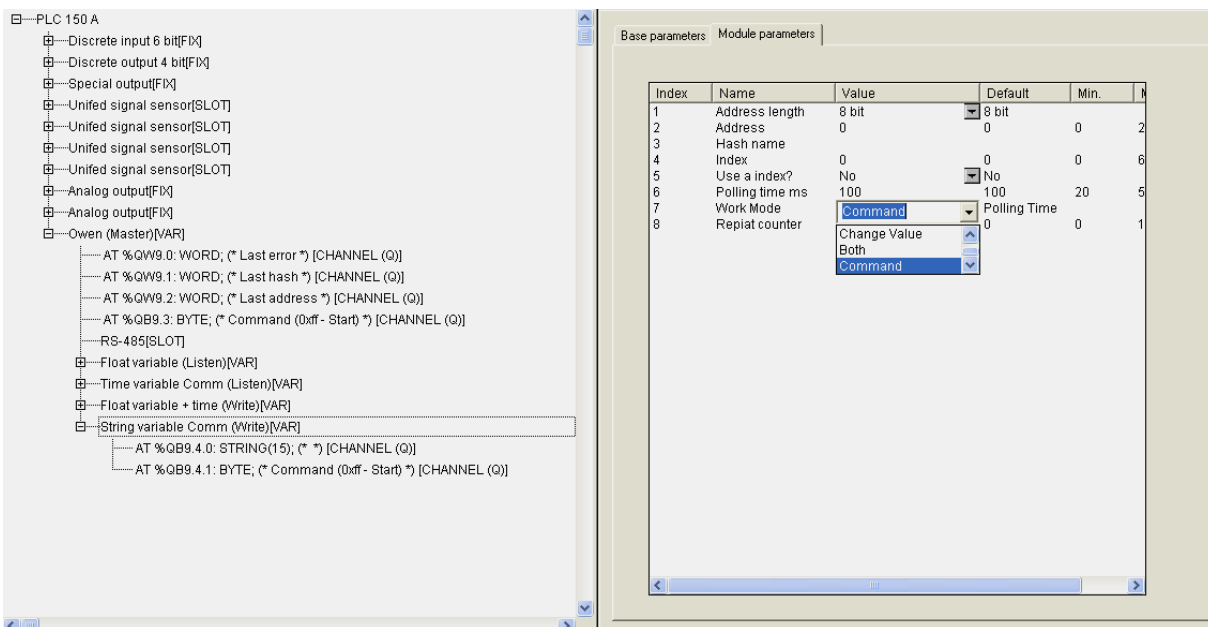 PLC 150 A
Discrete input 6 bit[FIX]
Discrete output 4 bit[FIX]
Special output[FIX]
Unifed signal sensor[SLOT]
Unifed signal sensor[SLOT]
Unifed signal sensor[SLOT]
Unifed signal sensor[SLOT]
Analog output[FIX]
Analog output[FIX]
Owen (Master)[VAR]
AT %QW9.0: WORD; (* Last error *) [CHANNEL (Q)]
AT %QW9.1: WORD; (* Last hash *) [CHANNEL (Q)]
AT %QW9.2: WORD; (* Last address *) [CHANNEL (Q)]
AT %QB9.3: BYTE; (* Command (0xff - Start) *) [CHANNEL (Q)]
RS-485[SLOT]
Float variable (Listen)[VAR]
Time variable Comm (Listen)[VAR]
Float variable + time (Write)[VAR]
String variable Comm (Write)[VAR]
AT %QB9.4.0: STRING(15); (* *) [CHANNEL (Q)]
AT %QB9.4.1: BYTE; (* Command (0xff - Start) *) [CHANNEL (Q)]
Base parameters Module parameters
Index Name Value Default Min.
1 Address length 8 bit 8 bit
2 Address 0 0 0 2
3 Hash name
4 Index 0 0 0 6
5 Use a index? No No
6 Polling time ms 100 100 20 5
7 Work Mode Command Polling Time
8 Repiat counter 0 0 1
Change Value
Both
Command